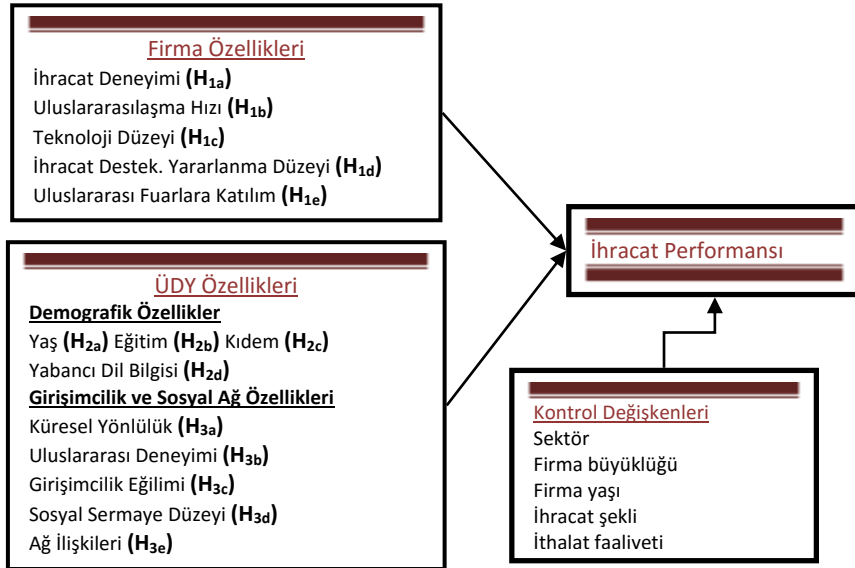 Firma Özellikleri
İhracat Deneyimi (H1a)
Uluslararasılaşma Hızı (H1b)
Teknoloji Düzeyi (H1c)
İhracat Destek. Yararlanma Düzeyi (H1d)
Uluslararası Fuarlara Katılım (H1e)
ÜDY Özellikleri
Demografik Özellikler
Yaş (H2a) Eğitim (H2b) Kıdem (H2c)
Yabancı Dil Bilgisi (H2d)
Girişimcilik ve Sosyal Ağ Özellikleri
Küresel Yönlülük (H3a)
Uluslararası Deneyimi (H3b)
Girişimcilik Eğilimi (H3c)
Sosyal Sermaye Düzeyi (H3d)
Ağ İlişkileri (H3e)
İhracat Performansı
Kontrol Değişkenleri
Sektör
Firma büyüklüğü
Firma yaşı
İhracat şekli
İthalat faaliyeti